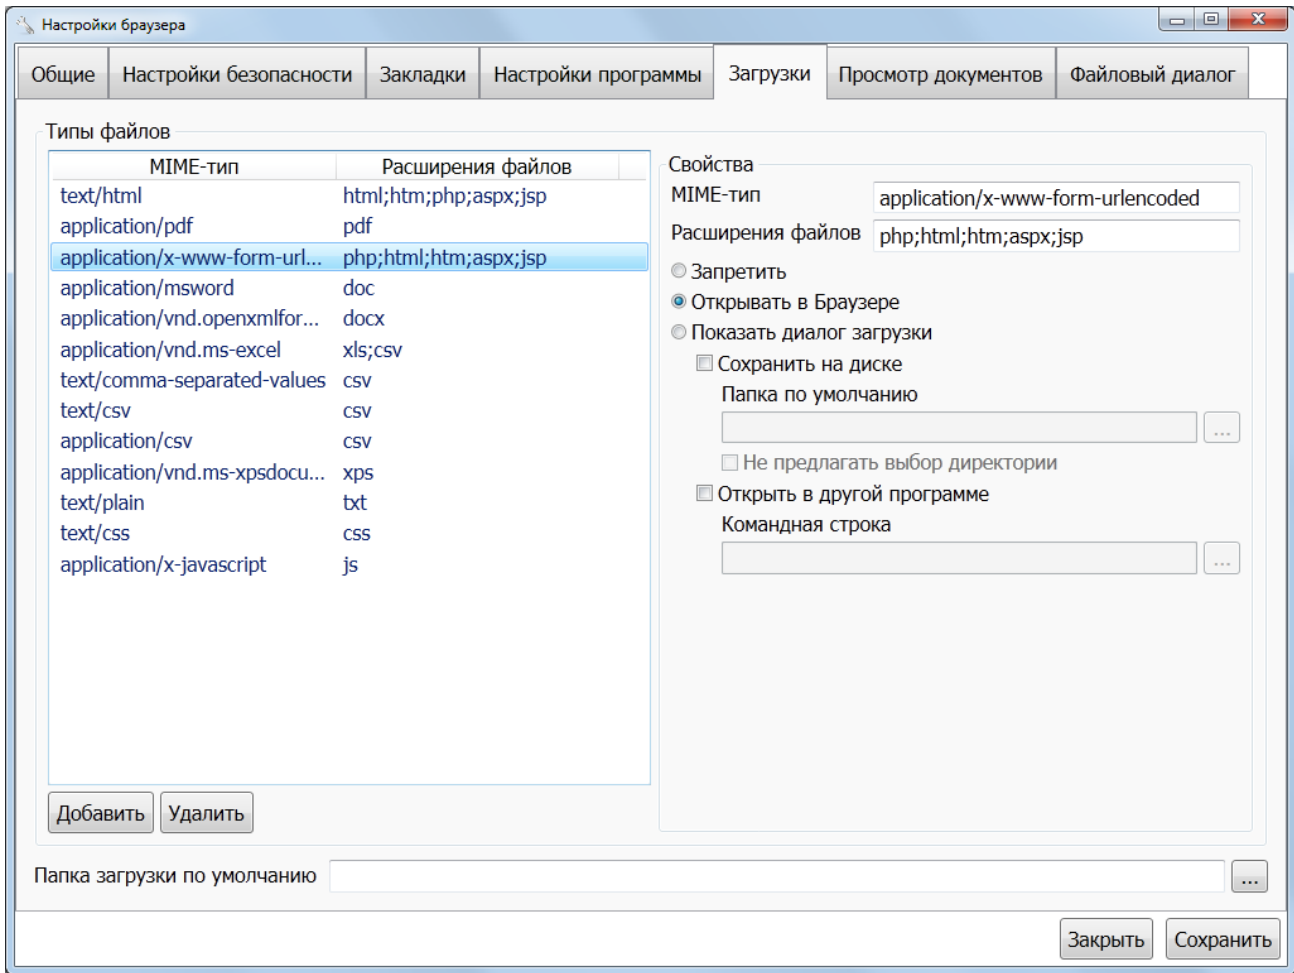 Настройки браузера
Общие Настройки безопасности Закладки Настройки программы Загрузки Просмотр документов Файловый диалог
Типы файлов
MIME-тип Расширения файлов
text/html html;htm;php;aspx;jsp
application/pdf pdf
application/x-www-form-url... php;html;htm;aspx;jsp
application/msword doc
application/vnd.openxmlfor... docx
application/vnd.ms-excel xls;csv
text/comma-separated-values csv
text/csv csv
application/csv csv
application/vnd.ms-xpsdocu... xps
text/plain txt
text/css css
application/x-javascript js
Добавить Удалить
Свойства
MIME-тип application/x-www-form-urlencoded
Расширения файлов php;html;htm;aspx;jsp
Запретить
Открывать в Браузере
Показать диалог загрузки
Сохранить на диске
Папка по умолчанию
...
Не предлагать выбор директории
Открыть в другой программе
Командная строка
...
Папка загрузки по умолчанию ...
Закрыть Сохранить